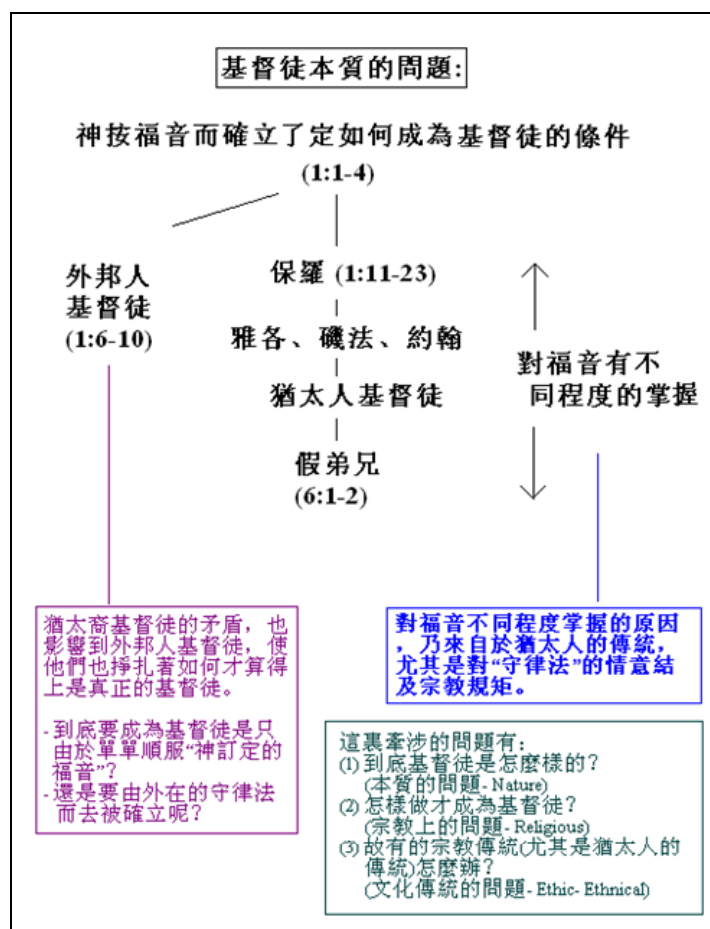 基督徒本質的問題:
神按福音而確立了定如何成為基督徒的條件
(1:1-4)
外邦人
基督徒
(1:6-10)
保羅 (1:11-23)
雅各、磯法、約翰
猶太人基督徒
假弟兄
(6:1-2)
對福音有不
同程度的掌握
猶太裔基督徒的矛盾，也
影響到外邦人基督徒，使
他們也掙扎著如何才算得
上是真正的基督徒。
- 到底要成為基督徒是只
由於單單順服“神訂定的
福音”？
- 還是要由外在的守律法
而去被確立呢？
對福音不同程度掌握的原因
，乃來自於猶太人的傳統，
尤其是對“守律法”的情意結
及宗教規矩。
這裏牽涉的問題有：
(1) 到底基督徒是怎麼樣的？
(本質的問題- Nature)
(2) 怎樣做才成為基督徒？
(宗教上的問題- Religious)
(3) 故有的宗教傳統(尤其是猶太人的
傳統)怎麼辦？
(文化傳統的問題- Ethic- Ethnical)